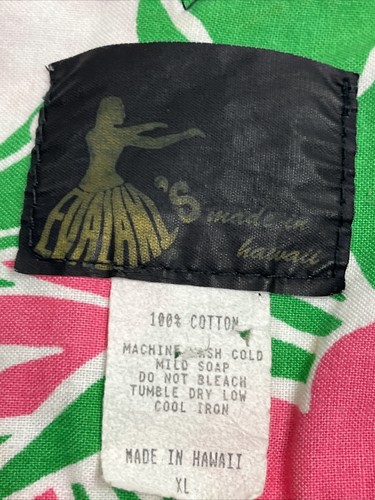 EDALANI'S
made in
hawaii
100% COTTON
MACHINE WASH COLD
MILD SOAP
DO NOT BLEACH
TUMBLE DRY LOW
COOL IRON
MADE IN HAWAII
XL